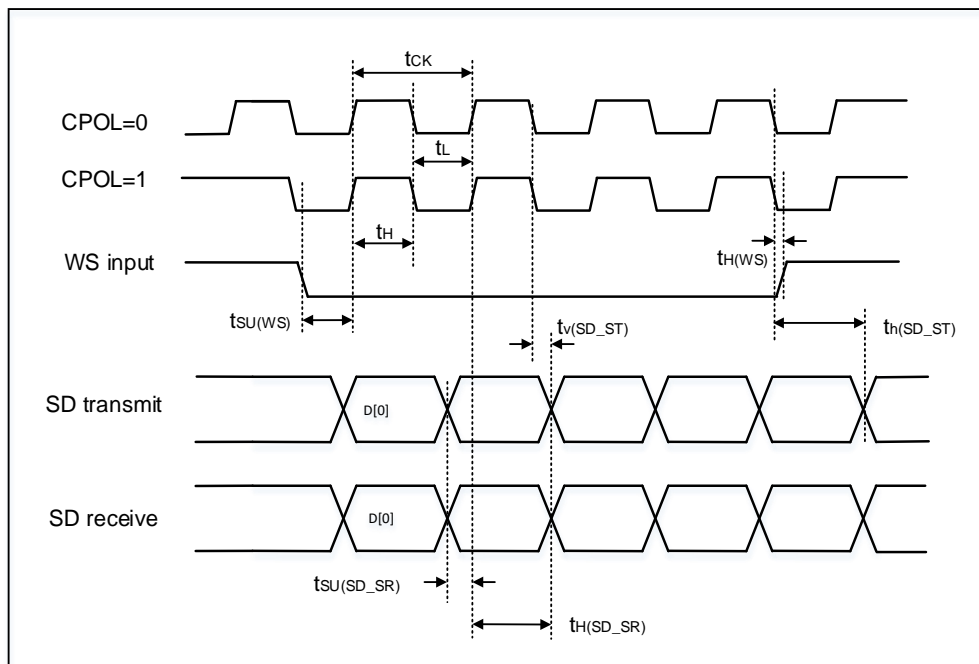 tCK
CPOL=0
tL
CPOL=1
tH
WS input
tH(WS)
tSU(WS)
tv(SD_ST)
th(SD_ST)
SD transmit
D[0]
SD receive
D[0]
tSU(SD_SR)
tH(SD_SR)